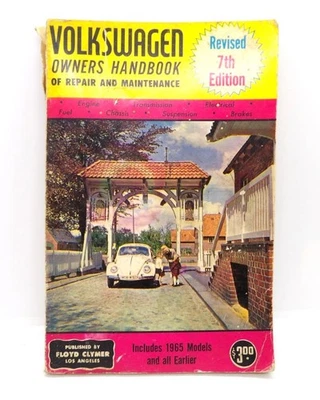 VOLKSWAGEN
OWNERS HANDBOOK
OF REPAIR AND MAINTENANCE
Revised
7th
Edition
Engine Transmission Electrical
Fuel Chassis Suspension Brakes
Includes 1965 Models
and all Earlier
PUBLISHED BY
FLOYD CLYMER
LOS ANGELES
$3.00